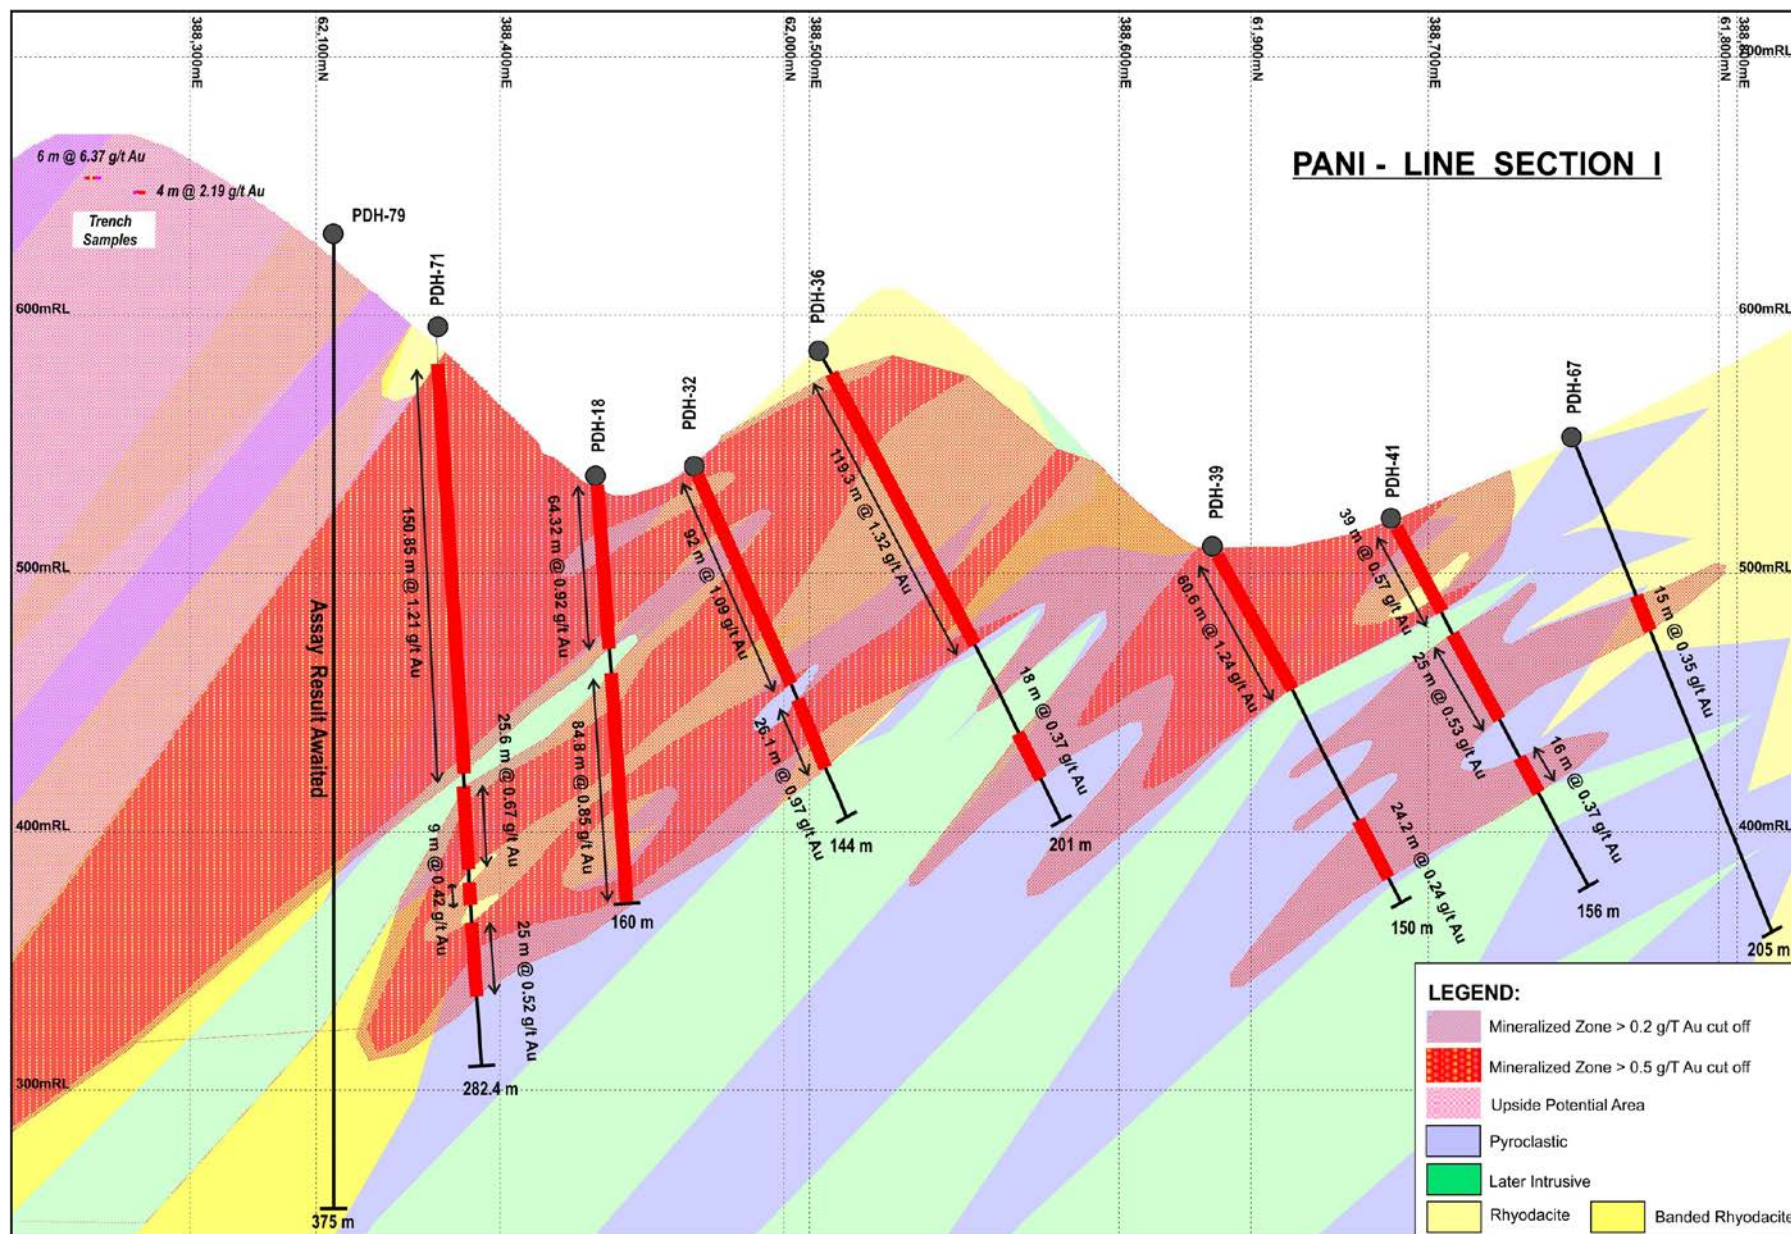 388,300mE
62,100mN
388,400mE
62,000mN
388,500mE
388,600mE
61,900mN
388,700mE
61,800mN
700mRL
PANI - LINE SECTION I
6 m @ 6.37 g/t Au
4 m @ 2.19 g/t Au
Trench
Samples
PDH-79
PDH-71
PDH-18
PDH-32
PDH-36
PDH-39
PDH-41
PDH-67
600mRL
600mRL
500mRL
500mRL
400mRL
400mRL
300mRL
Assay Result Awaited
375 m
150.85 m @ 1.21 g/t Au
25.6 m @ 0.67 g/t Au
9 m @ 0.42 g/t Au
25 m @ 0.52 g/t Au
282.4 m
64.32 m @ 0.92 g/t Au
84.8 m @ 0.85 g/t Au
160 m
92 m @ 1.09 g/t Au
26.1 m @ 0.97 g/t Au
144 m
119.3 m @ 1.32 g/t Au
18 m @ 0.37 g/t Au
201 m
60.6 m @ 1.24 g/t Au
24.2 m @ 0.24 g/t Au
150 m
39 m @ 0.57 g/t Au
25 m @ 0.53 g/t Au
16 m @ 0.37 g/t Au
156 m
15 m @ 0.35 g/t Au
205 m
LEGEND:
Mineralized Zone > 0.2 g/T Au cut off
Mineralized Zone > 0.5 g/T Au cut off
Upside Potential Area
Pyroclastic
Later Intrusive
Rhyodacite
Banded Rhyodacite